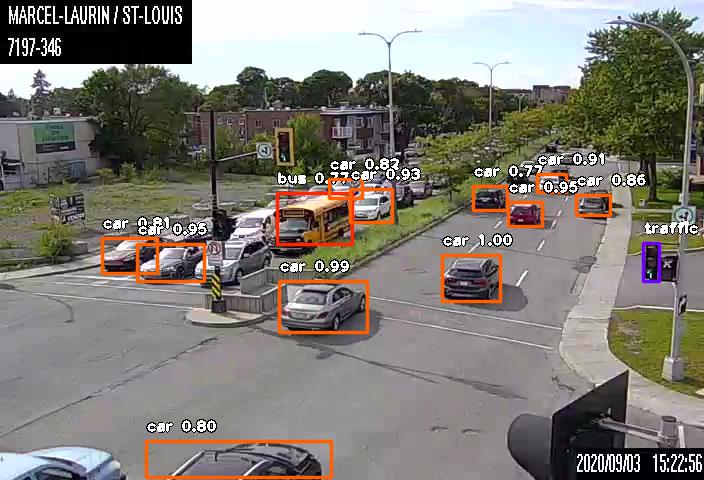 MARCEL-LAURIN / ST-LOUIS
7197-346
car 0.82
car 0.91
bus 0.77
car 0.93
car 0.77
car 0.95
car 0.86
car 0.81
car 0.95
traffic
car 1.00
car 0.99
car 0.80
2020/09/03 15:22:56